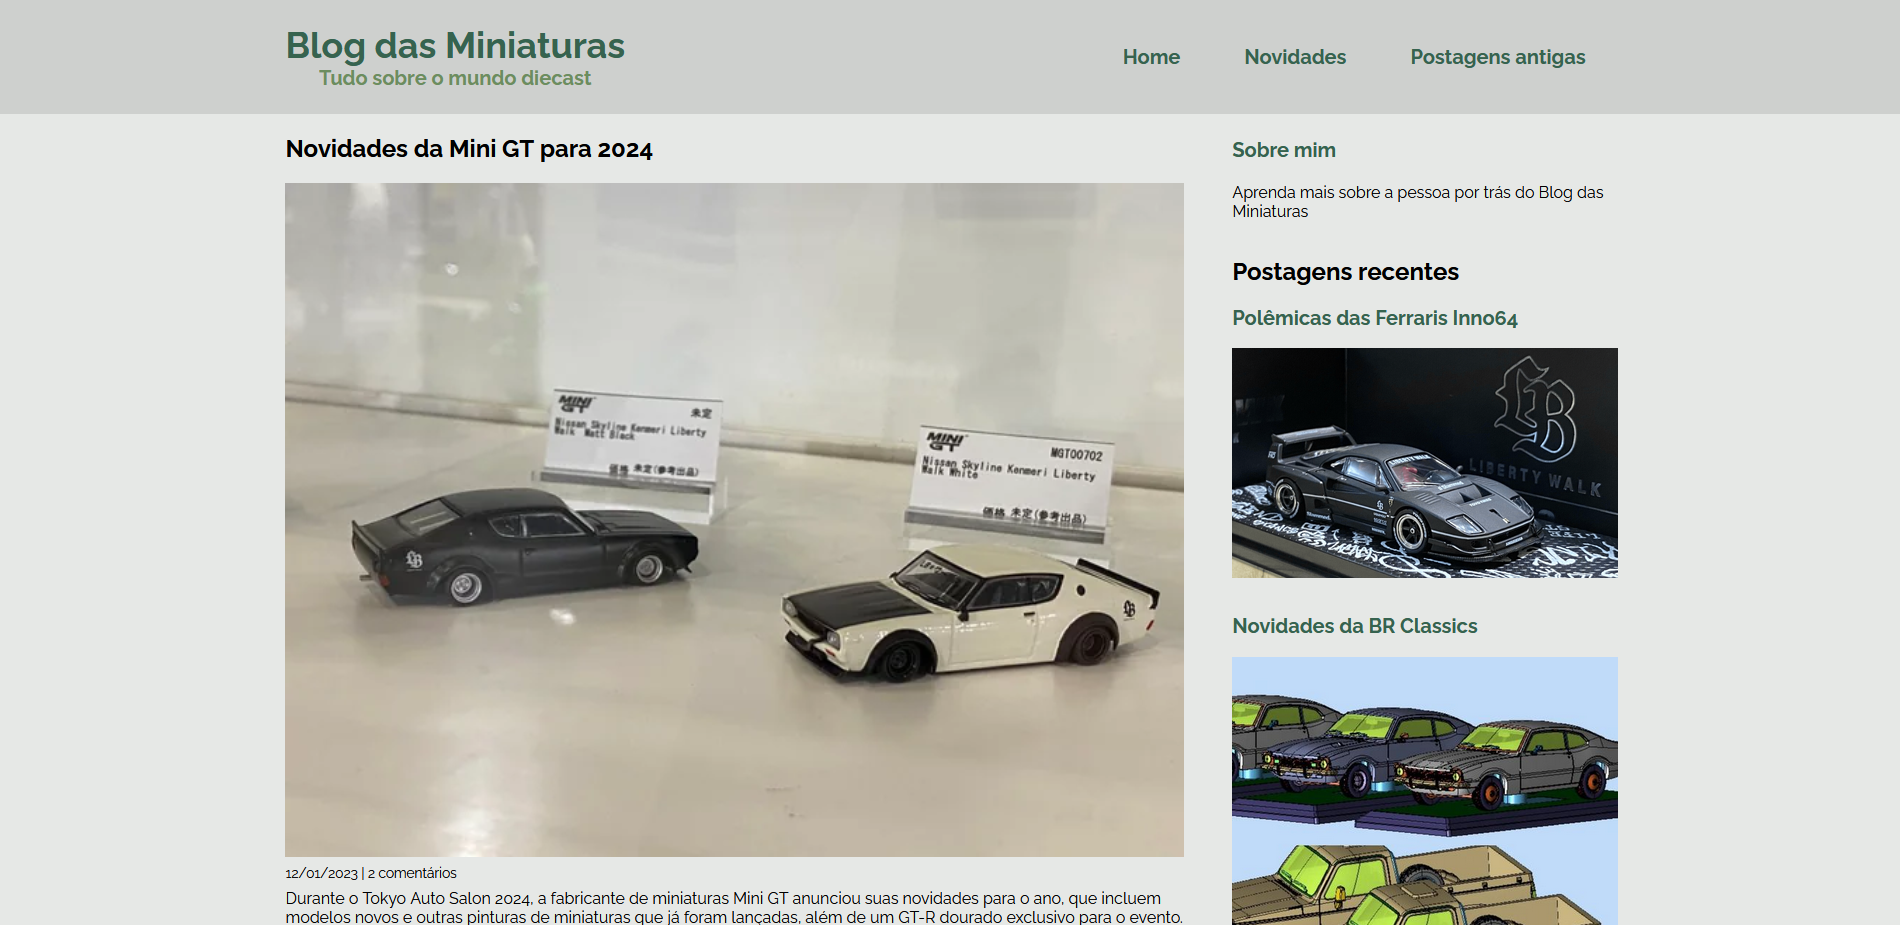 Blog das Miniaturas
Tudo sobre o mundo diecast
Home
Novidades
Postagens antigas
Novidades da Mini GT para 2024
MINI GT
未定
Nissan Skyline Kenmeri Liberty
Walk Matt Black
価格 未定(参考出品)
MINI GT
MGT00702
Nissan Skyline Kenmeri Liberty
Walk White
価格 未定(参考出品)
LB
LB
12/01/2023 | 2 comentários
Durante o Tokyo Auto Salon 2024, a fabricante de miniaturas Mini GT anunciou suas novidades para o ano, que incluem
modelos novos e outras pinturas de miniaturas que já foram lançadas, além de um GT-R dourado exclusivo para o evento.
Sobre mim
Aprenda mais sobre a pessoa por trás do Blog das
Miniaturas
Postagens recentes
Polêmicas das Ferraris Inno64
LB
LIBERTY WALK
LIBERTY WALK
Novidades da BR Classics